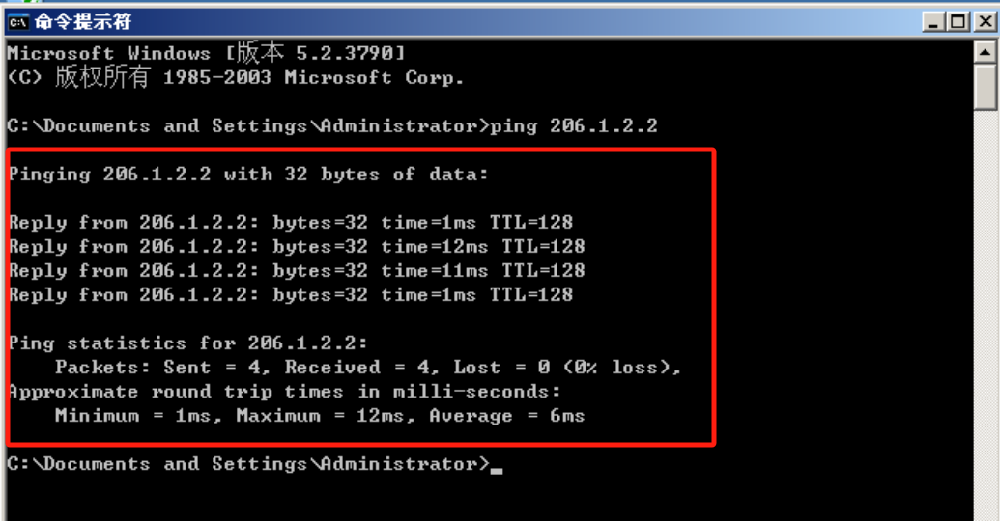 命令提示符
Microsoft Windows [版本 5.2.3790]
(C) 版权所有 1985-2003 Microsoft Corp.
C:\Documents and Settings\Administrator>ping 206.1.2.2
Pinging 206.1.2.2 with 32 bytes of data:
Reply from 206.1.2.2: bytes=32 time=1ms TTL=128
Reply from 206.1.2.2: bytes=32 time=12ms TTL=128
Reply from 206.1.2.2: bytes=32 time=11ms TTL=128
Reply from 206.1.2.2: bytes=32 time=1ms TTL=128
Ping statistics for 206.1.2.2:
    Packets: Sent = 4, Received = 4, Lost = 0 (0% loss),
Approximate round trip times in milli-seconds:
    Minimum = 1ms, Maximum = 12ms, Average = 6ms
C:\Documents and Settings\Administrator>_